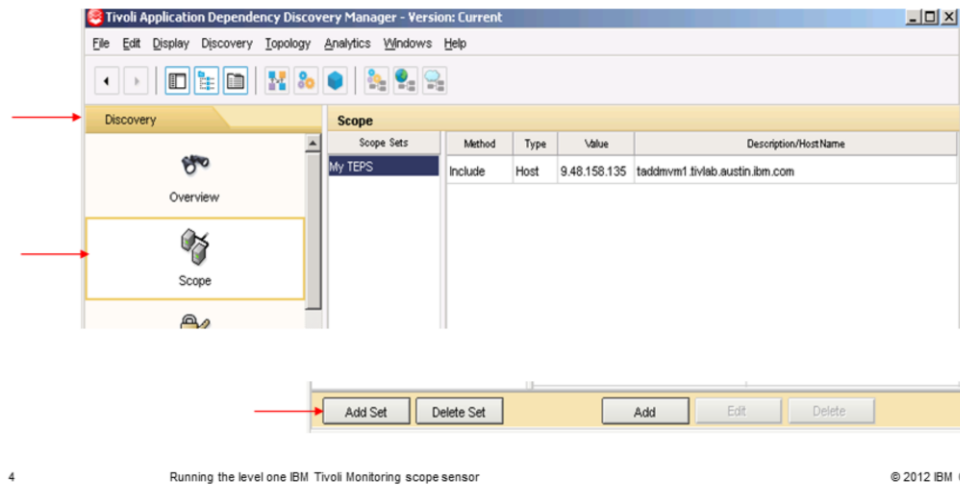 Tivoli Application Dependency Discovery Manager - Version: Current
File Edit Display Discovery Topology Analytics Windows Help
Discovery
Scope
Scope Sets Method Type Value Description/HostName
My TEPS Include Host 9.48.158.135 taddmvm1.tivlab.austin.ibm.com
Overview
Scope
Add Set Delete Set Add Edit Delete
4 Running the level one IBM Tivoli Monitoring scope sensor © 2012 IBM